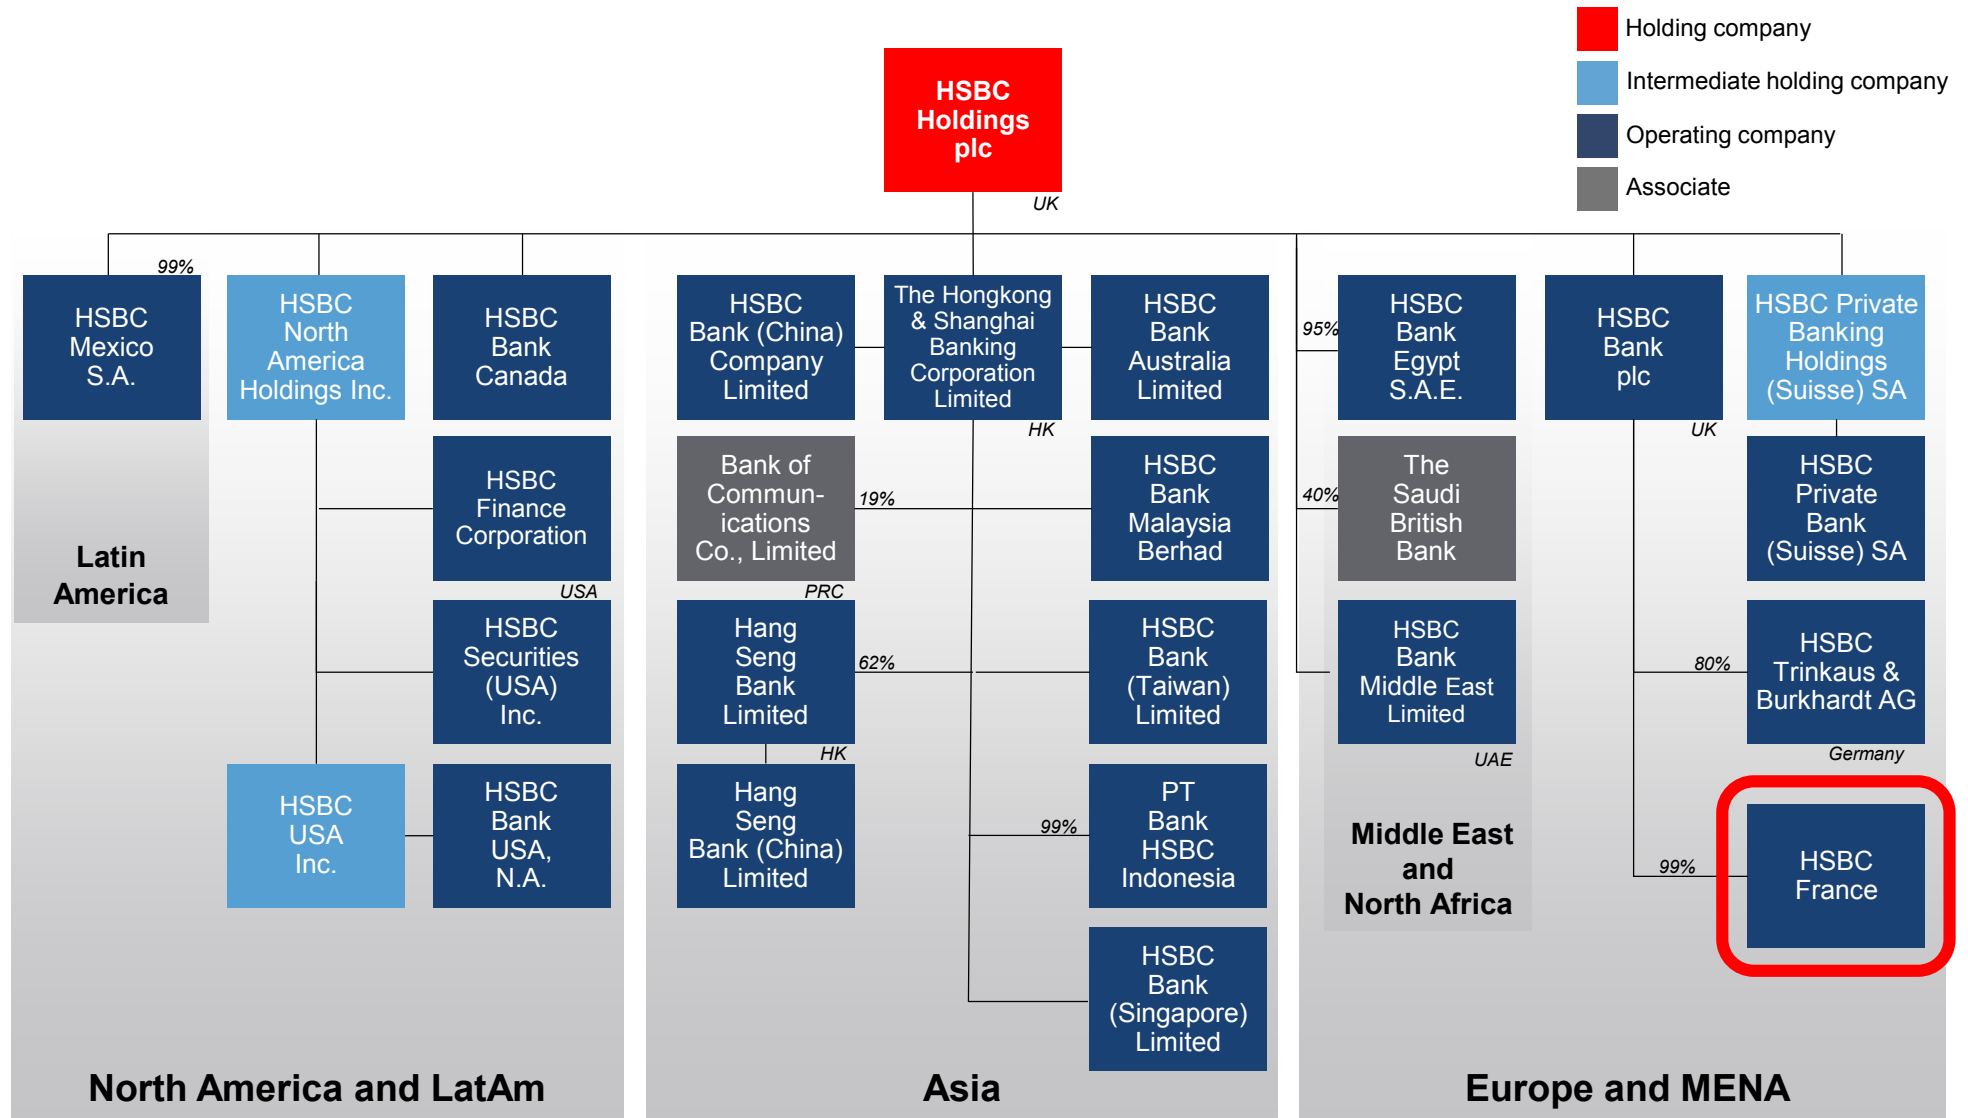 Holding company
Intermediate holding company
Operating company
Associate
HSBC
Holdings
plc
UK
99%
HSBC
Mexico
S.A.
HSBC
North
America
Holdings Inc.
HSBC
Bank
Canada
HSBC
Finance
Corporation
USA
HSBC
Securities
(USA)
Inc.
HSBC
USA
Inc.
HSBC
Bank
USA,
N.A.
Latin
America
North America and LatAm
HSBC
Bank (China)
Company
Limited
The Hongkong
& Shanghai
Banking
Corporation
Limited
HK
HSBC
Bank
Australia
Limited
Bank of
Commun-
ications
Co., Limited
19%
PRC
HSBC
Bank
Malaysia
Berhad
Hang
Seng
Bank
Limited
62%
HK
HSBC
Bank
(Taiwan)
Limited
Hang
Seng
Bank (China)
Limited
99%
PT
Bank
HSBC
Indonesia
HSBC
Bank
(Singapore)
Limited
Asia
95%
HSBC
Bank
Egypt
S.A.E.
40%
The
Saudi
British
Bank
HSBC
Bank
Middle East
Limited
UAE
Middle East
and
North Africa
HSBC
Bank
plc
UK
HSBC Private
Banking
Holdings
(Suisse) SA
HSBC
Private
Bank
(Suisse) SA
80%
HSBC
Trinkaus &
Burkhardt AG
Germany
99%
HSBC
France
Europe and MENA